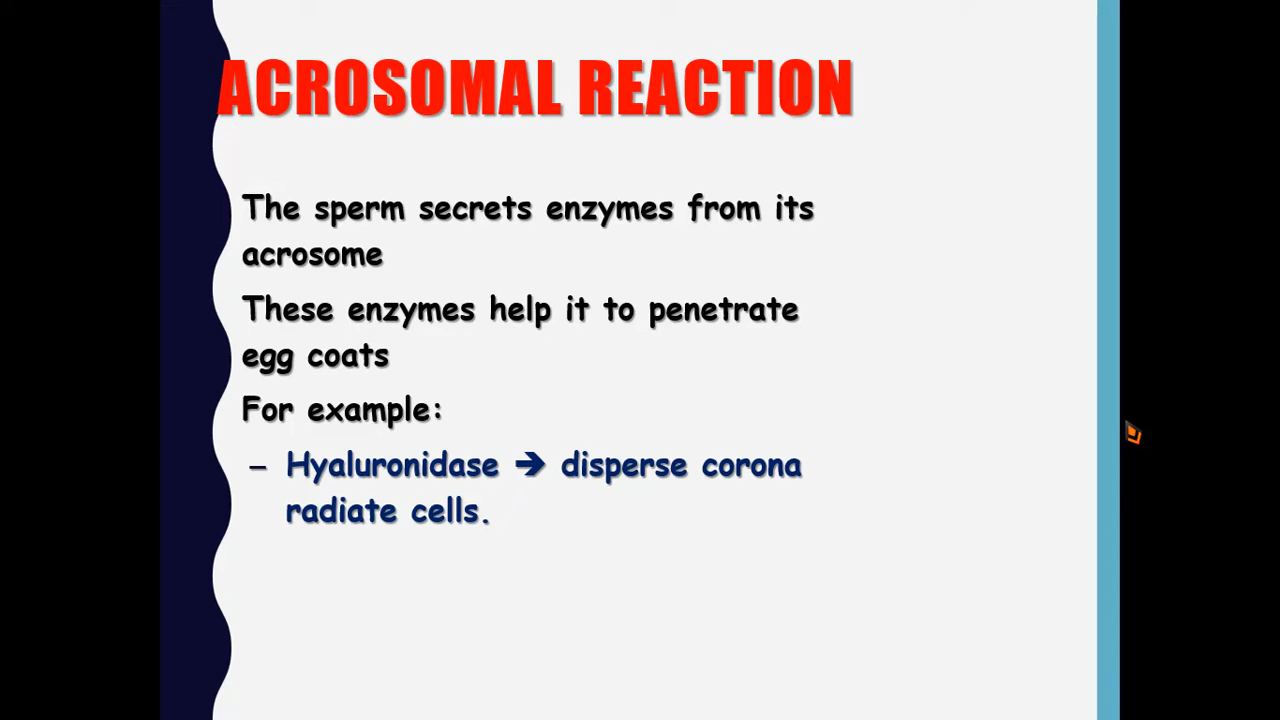 ACROSOMAL REACTION
The sperm secrets enzymes from its
acrosome
These enzymes help it to penetrate
egg coats
For example:
– Hyaluronidase ➔ disperse corona
radiate cells.